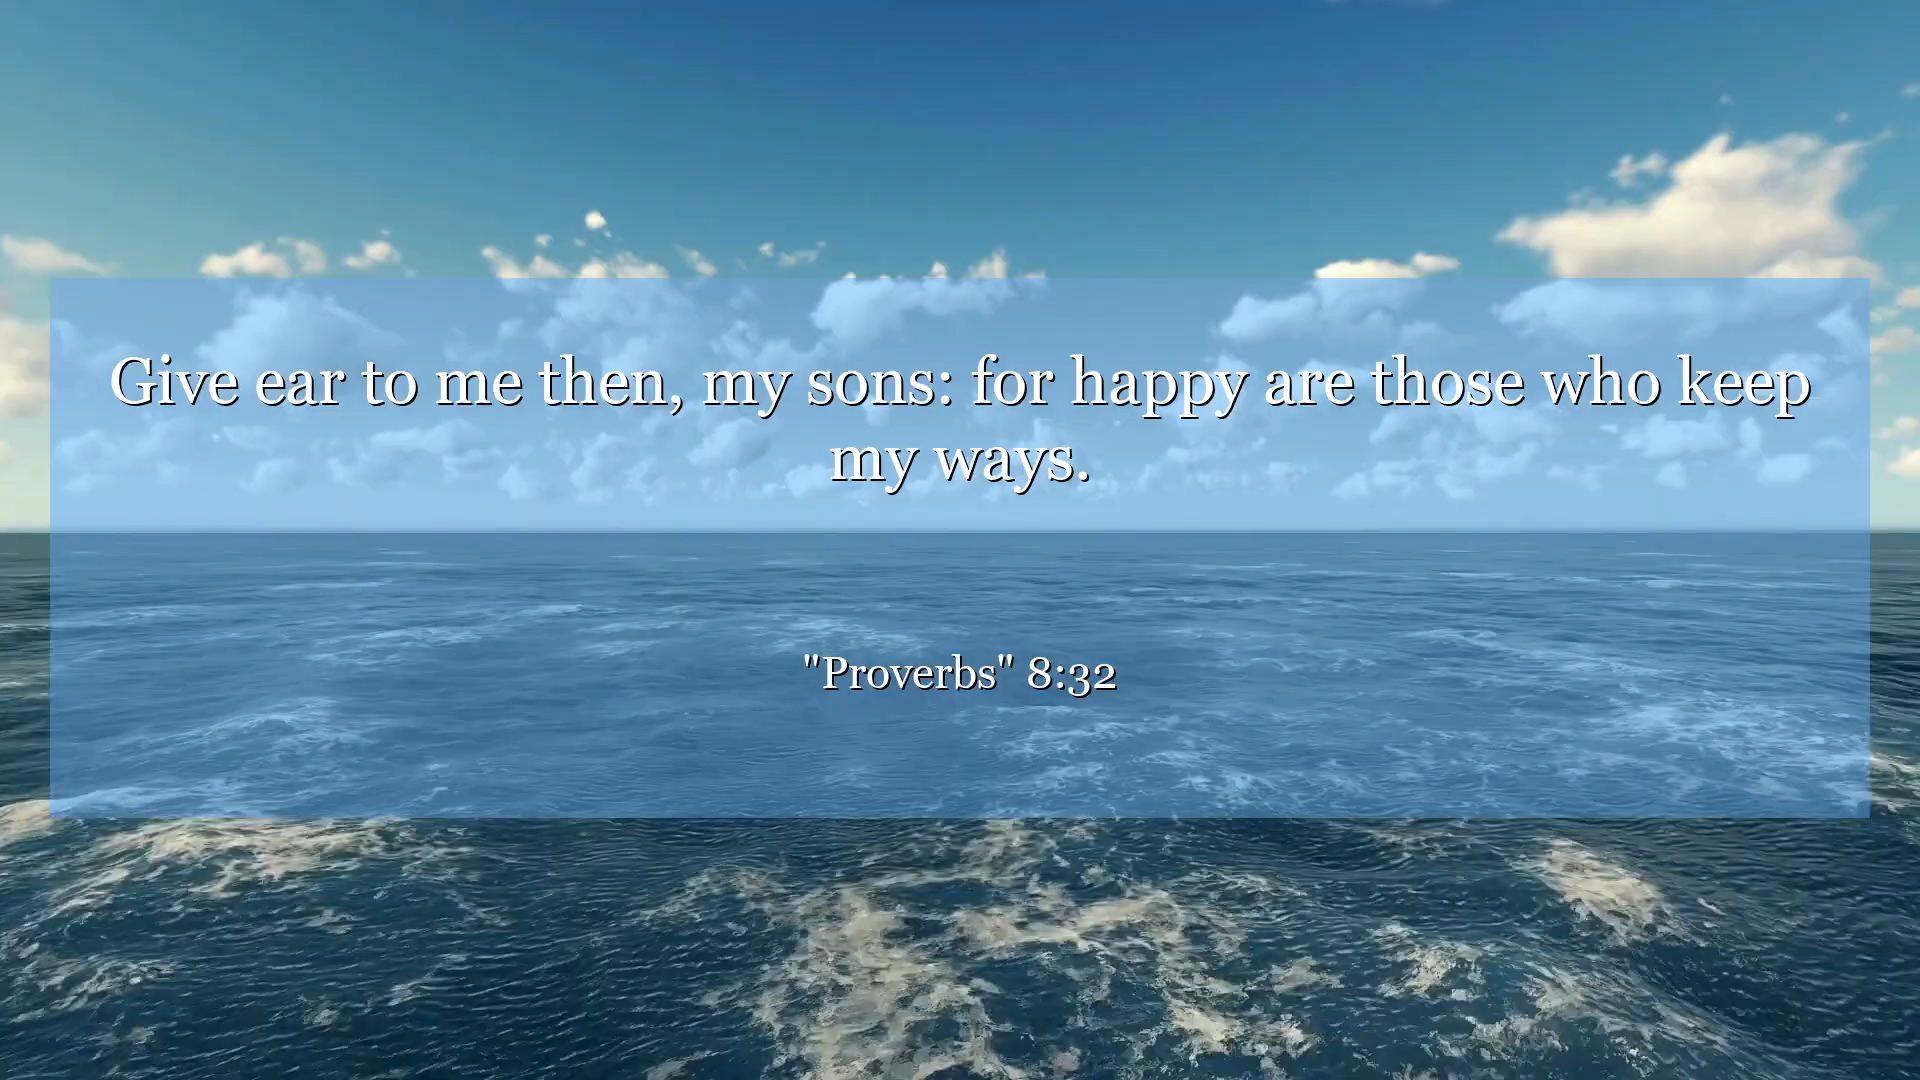 Give ear to me then, my sons: for happy are those who keep
my ways.
"Proverbs" 8:32